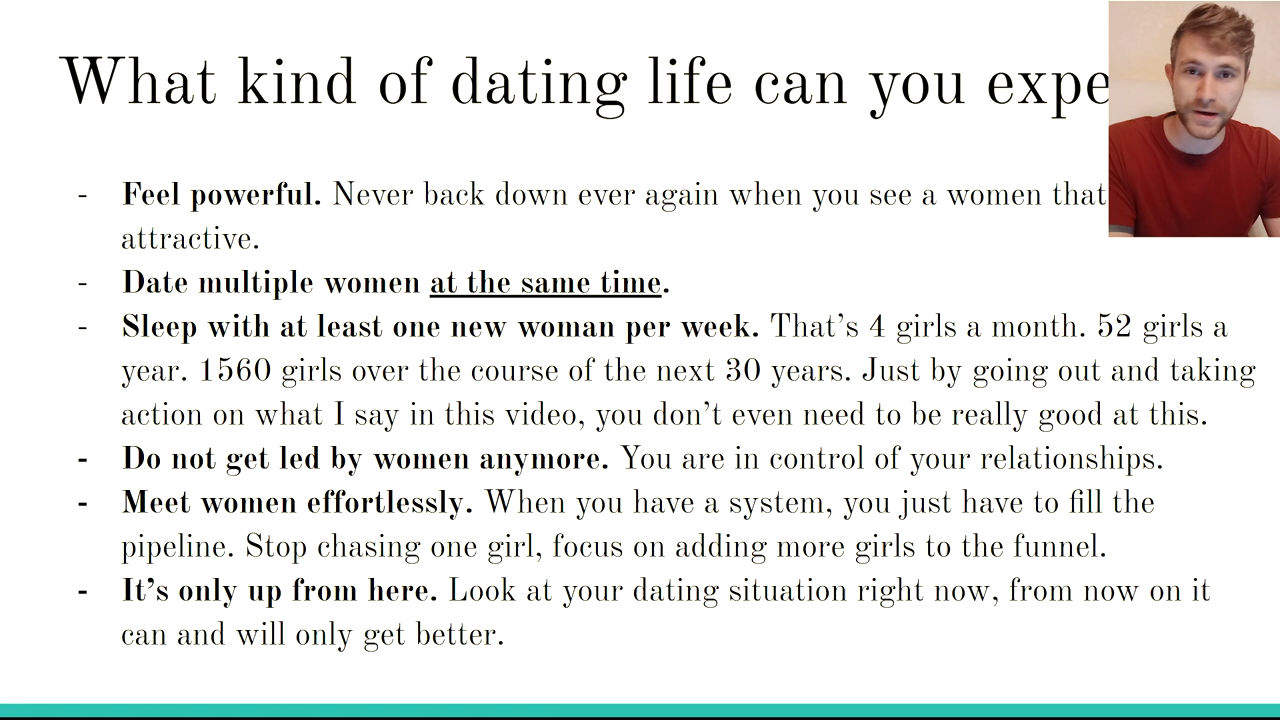 What kind of dating life can you expe
- Feel powerful. Never back down ever again when you see a women that
attractive.
- Date multiple women at the same time.
- Sleep with at least one new woman per week. That's 4 girls a month. 52 girls a
year. 1560 girls over the course of the next 30 years. Just by going out and taking
action on what I say in this video, you don't even need to be really good at this.
- Do not get led by women anymore. You are in control of your relationships.
- Meet women effortlessly. When you have a system, you just have to fill the
pipeline. Stop chasing one girl, focus on adding more girls to the funnel.
- It's only up from here. Look at your dating situation right now, from now on it
can and will only get better.